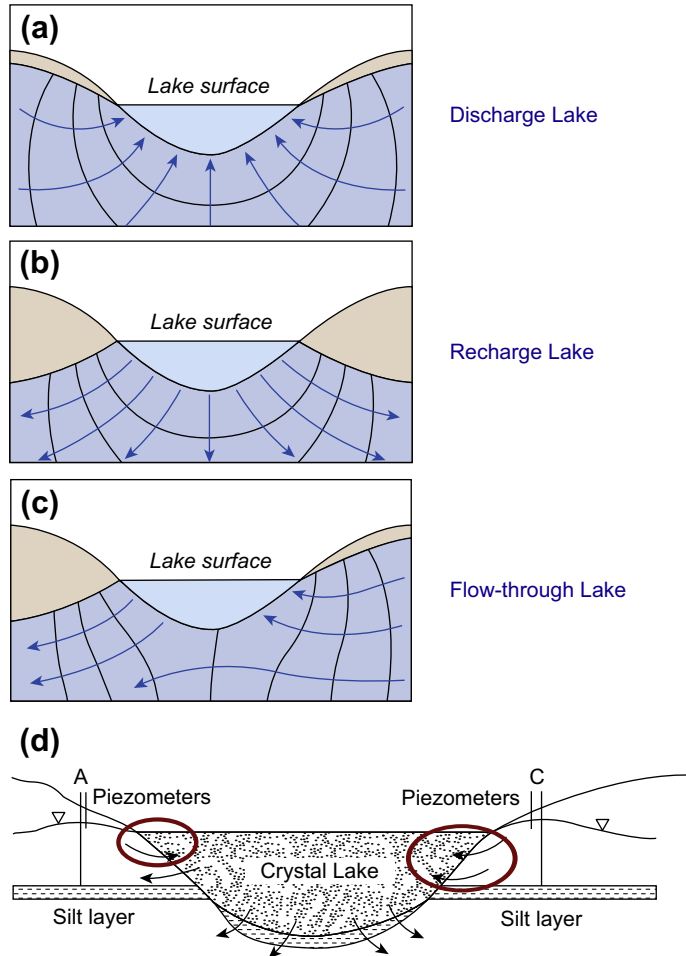 (a)
Lake surface
Discharge Lake
(b)
Lake surface
Recharge Lake
(c)
Lake surface
Flow-through Lake
(d)
A
C
Piezometers
Piezometers
Crystal Lake
Silt layer
Silt layer